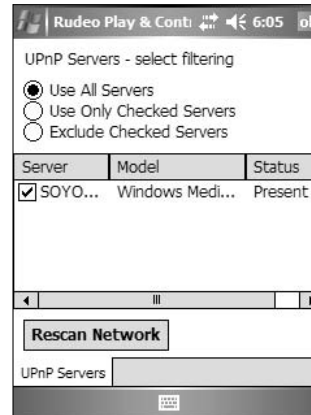 Rudeo Play & Conti 6:05 ok
UPnP Servers - select filtering
Use All Servers
Use Only Checked Servers
Exclude Checked Servers
Server Model Status
SOYO... Windows Medi... Present
Rescan Network
UPnP Servers